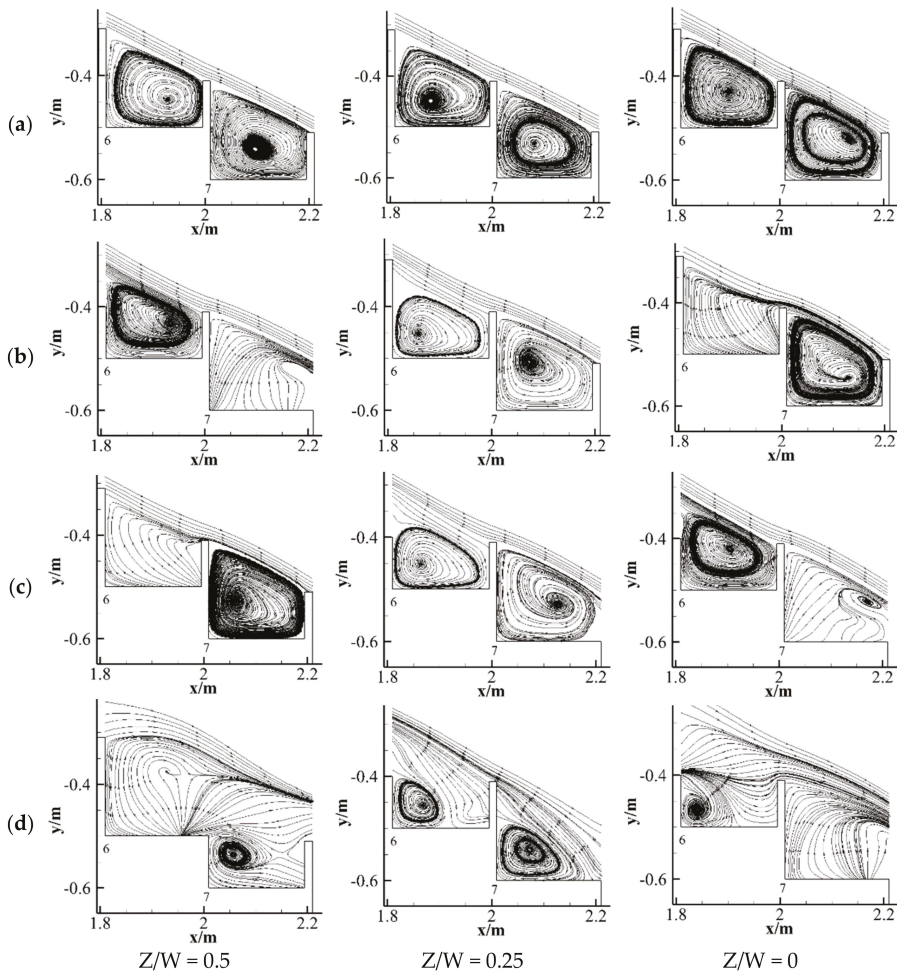 (a)
y/m
-0.4
-0.6
6
7
1.8 2 2.2
x/m
y/m
-0.4
-0.6
6
7
1.8 2 2.2
x/m
y/m
-0.4
-0.6
6
7
1.8 2 2.2
x/m
(b)
y/m
-0.4
-0.6
6
7
1.8 2 2.2
x/m
y/m
-0.4
-0.6
6
7
1.8 2 2.2
x/m
y/m
-0.4
-0.6
6
7
1.8 2 2.2
x/m
(c)
y/m
-0.4
-0.6
6
7
1.8 2 2.2
x/m
y/m
-0.4
-0.6
6
7
1.8 2 2.2
x/m
y/m
-0.4
-0.6
6
7
1.8 2 2.2
x/m
(d)
y/m
-0.4
-0.6
6
7
1.8 2 2.2
x/m
y/m
-0.4
-0.6
6
7
1.8 2 2.2
x/m
y/m
-0.4
-0.6
6
7
1.8 2 2.2
x/m
Z/W = 0.5
Z/W = 0.25
Z/W = 0